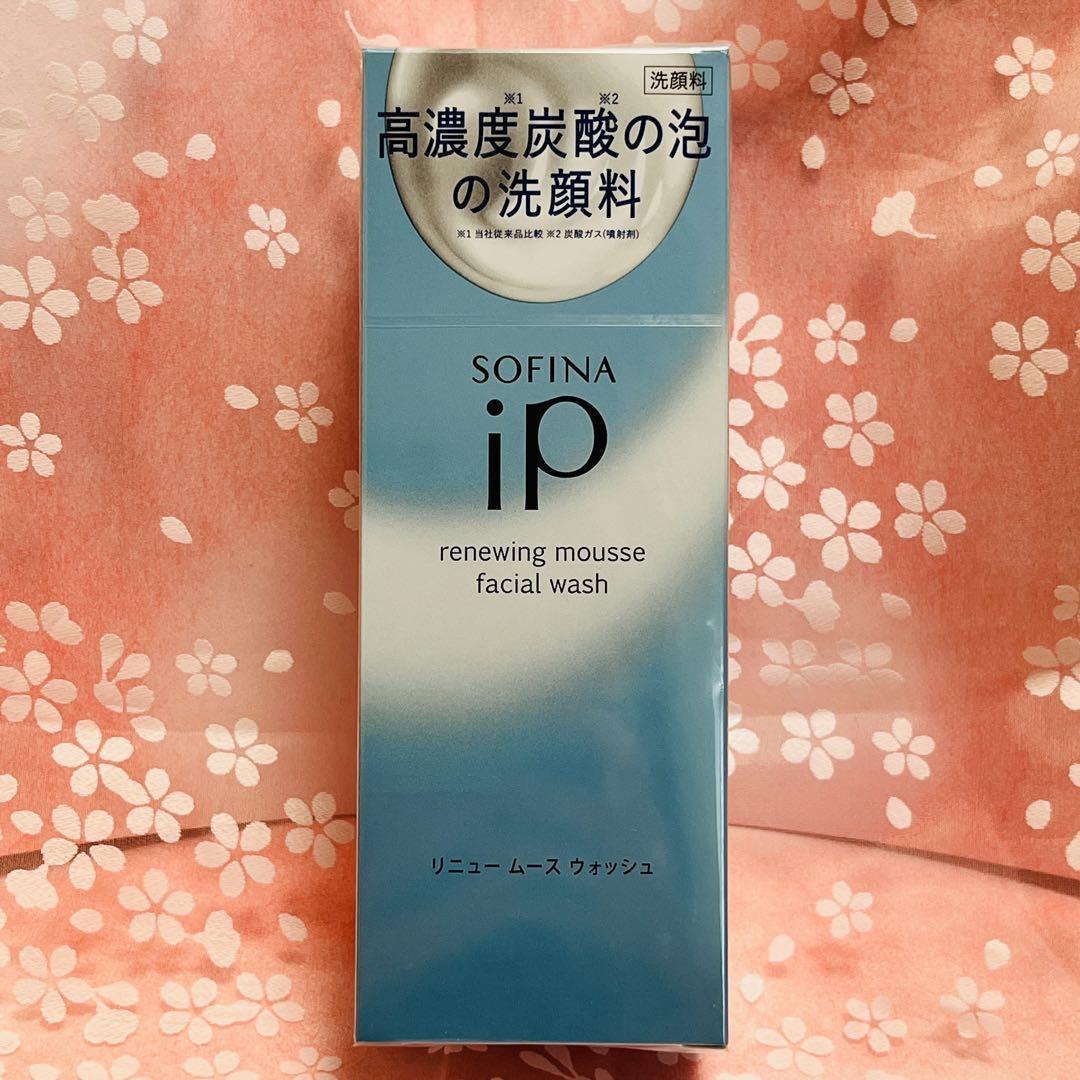 洗顔料
※1 ※2
高濃度炭酸の泡
の洗顔料
※1 当社従来品比較 ※2 炭酸ガス(噴射剤)
SOFINA
iP
renewing mousse
facial wash
リニュー ムース ウォッシュ